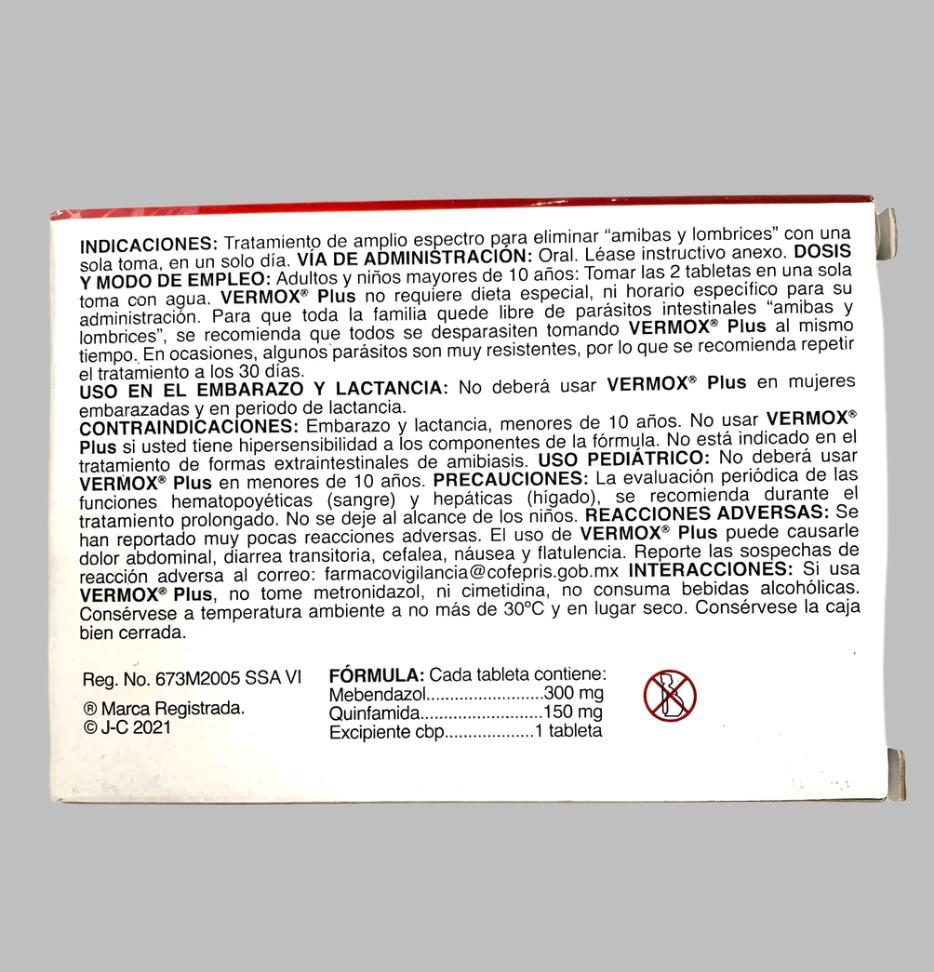 INDICACIONES: Tratamiento de amplio espectro para eliminar “amibas y lombrices” con una
sola toma, en un solo día. VÍA DE ADMINISTRACIÓN: Oral. Léase instructivo anexo. DOSIS
Y MODO DE EMPLEO: Adultos y niños mayores de 10 años: Tomar las 2 tabletas en una sola
toma con agua. VERMOX® Plus no requiere dieta especial, ni horario específico para su
administración. Para que toda la familia quede libre de parásitos intestinales “amibas y
lombrices”, se recomienda que todos se desparasiten tomando VERMOX® Plus al mismo
tiempo. En ocasiones, algunos parásitos son muy resistentes, por lo que se recomienda repetir
el tratamiento a los 30 días.
USO EN EL EMBARAZO Y LACTANCIA: No deberá usar VERMOX® Plus en mujeres
embarazadas y en periodo de lactancia.
CONTRAINDICACIONES: Embarazo y lactancia, menores de 10 años. No usar VERMOX®
Plus si usted tiene hipersensibilidad a los componentes de la fórmula. No está indicado en el
tratamiento de formas extraintestinales de amibiasis. USO PEDIÁTRICO: No deberá usar
VERMOX® Plus en menores de 10 años. PRECAUCIONES: La evaluación periódica de las
funciones hematopoyéticas (sangre) y hepáticas (hígado), se recomienda durante el
tratamiento prolongado. No se deje al alcance de los niños. REACCIONES ADVERSAS: Se
han reportado muy pocas reacciones adversas. El uso de VERMOX® Plus puede causarle
dolor abdominal, diarrea transitoria, cefalea, náusea y flatulencia. Reporte las sospechas de
reacción adversa al correo: farmacovigilancia@cofepris.gob.mx INTERACCIONES: Si usa
VERMOX® Plus, no tome metronidazol, ni cimetidina, no consuma bebidas alcohólicas.
Consérvese a temperatura ambiente a no más de 30ºC y en lugar seco. Consérvese la caja
bien cerrada.
Reg. No. 673M2005 SSA VI
® Marca Registrada.
© J-C 2021
FÓRMULA: Cada tableta contiene:
Mebendazol........................300 mg
Quinfamida.........................150 mg
Excipiente cbp...................1 tableta